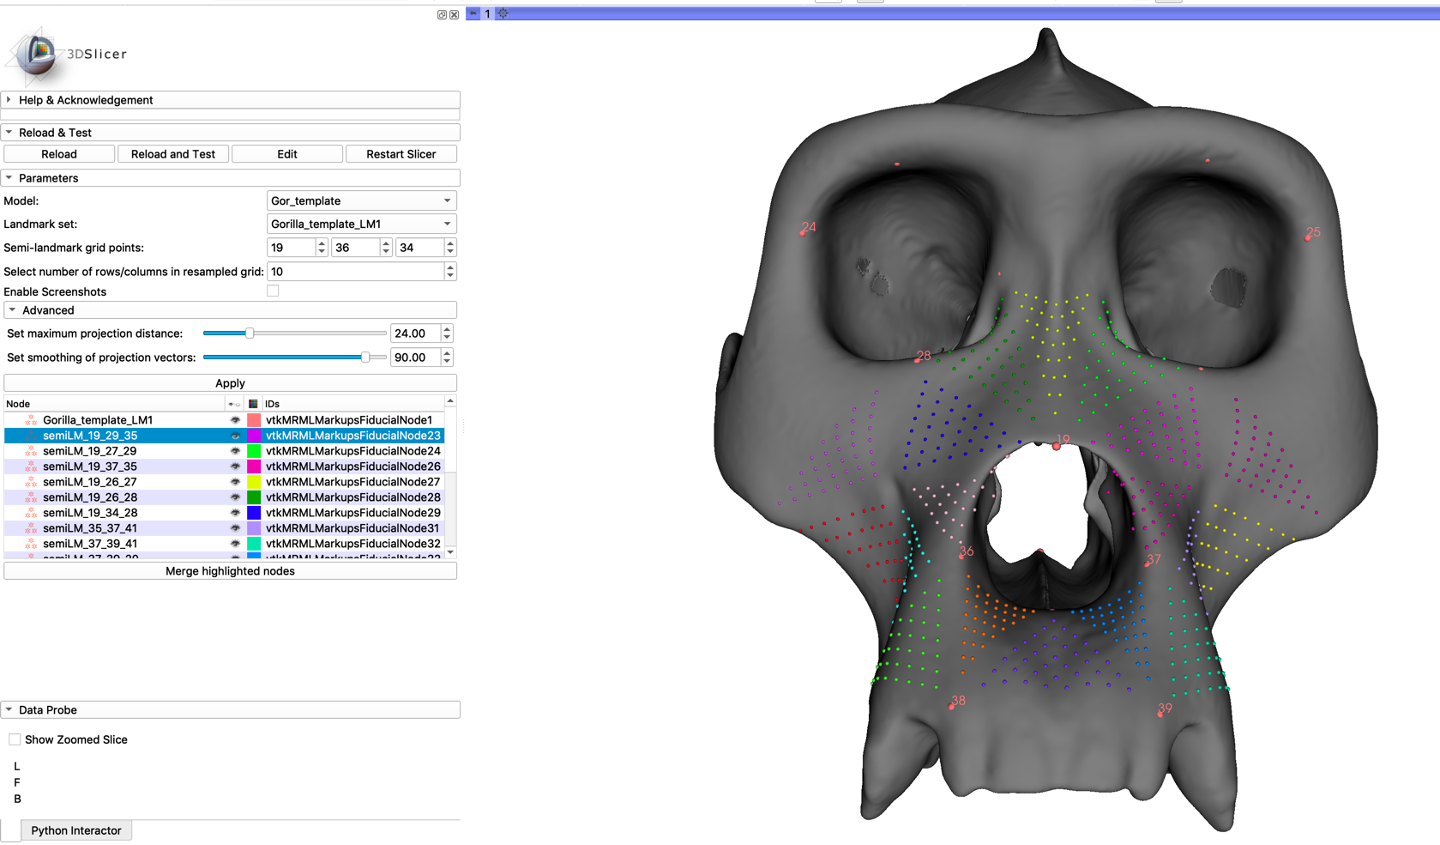 1
3DSlicer
Help & Acknowledgement
Reload & Test
Reload
Reload and Test
Edit
Restart Slicer
Parameters
Model: Gor_template
Landmark set: Gorilla_template_LM1
Semi-landmark grid points: 19 36 34
Select number of rows/columns in resampled grid: 10
Enable Screenshots
Advanced
Set maximum projection distance: 24.00
Set smoothing of projection vectors: 90.00
Apply
Node IDs
Gorilla_template_LM1 vtkMRMLMarkupsFiducialNode1
semiLM_19_29_35 vtkMRMLMarkupsFiducialNode23
semiLM_19_27_29 vtkMRMLMarkupsFiducialNode24
semiLM_19_37_35 vtkMRMLMarkupsFiducialNode26
semiLM_19_26_27 vtkMRMLMarkupsFiducialNode27
semiLM_19_26_28 vtkMRMLMarkupsFiducialNode28
semiLM_19_34_28 vtkMRMLMarkupsFiducialNode29
semiLM_35_37_41 vtkMRMLMarkupsFiducialNode31
semiLM_37_39_41 vtkMRMLMarkupsFiducialNode32
Merge highlighted nodes
Data Probe
Show Zoomed Slice
L
F
B
Python Interactor
24
25
28
19
36
37
38
39